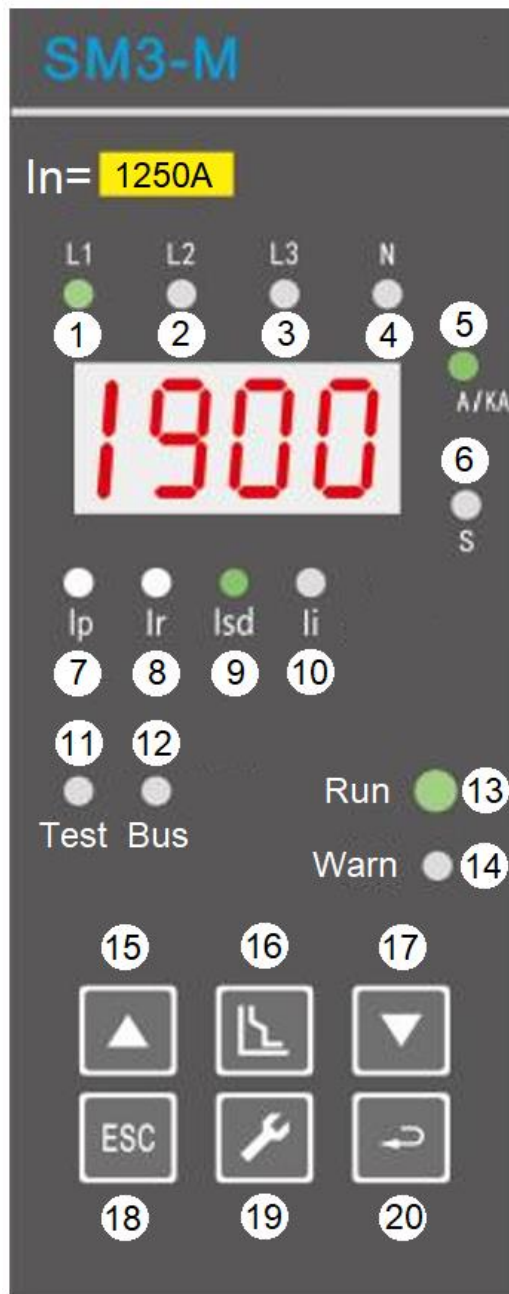 SM3-M
In= 1250A
L1 L2 L3 N
1 2 3 4 5
A/KA
1900
6
S
Ip Ir Isd Ii
7 8 9 10
11 12
Test Bus
Run 13
Warn 14
15 16 17
ESC
18 19 20